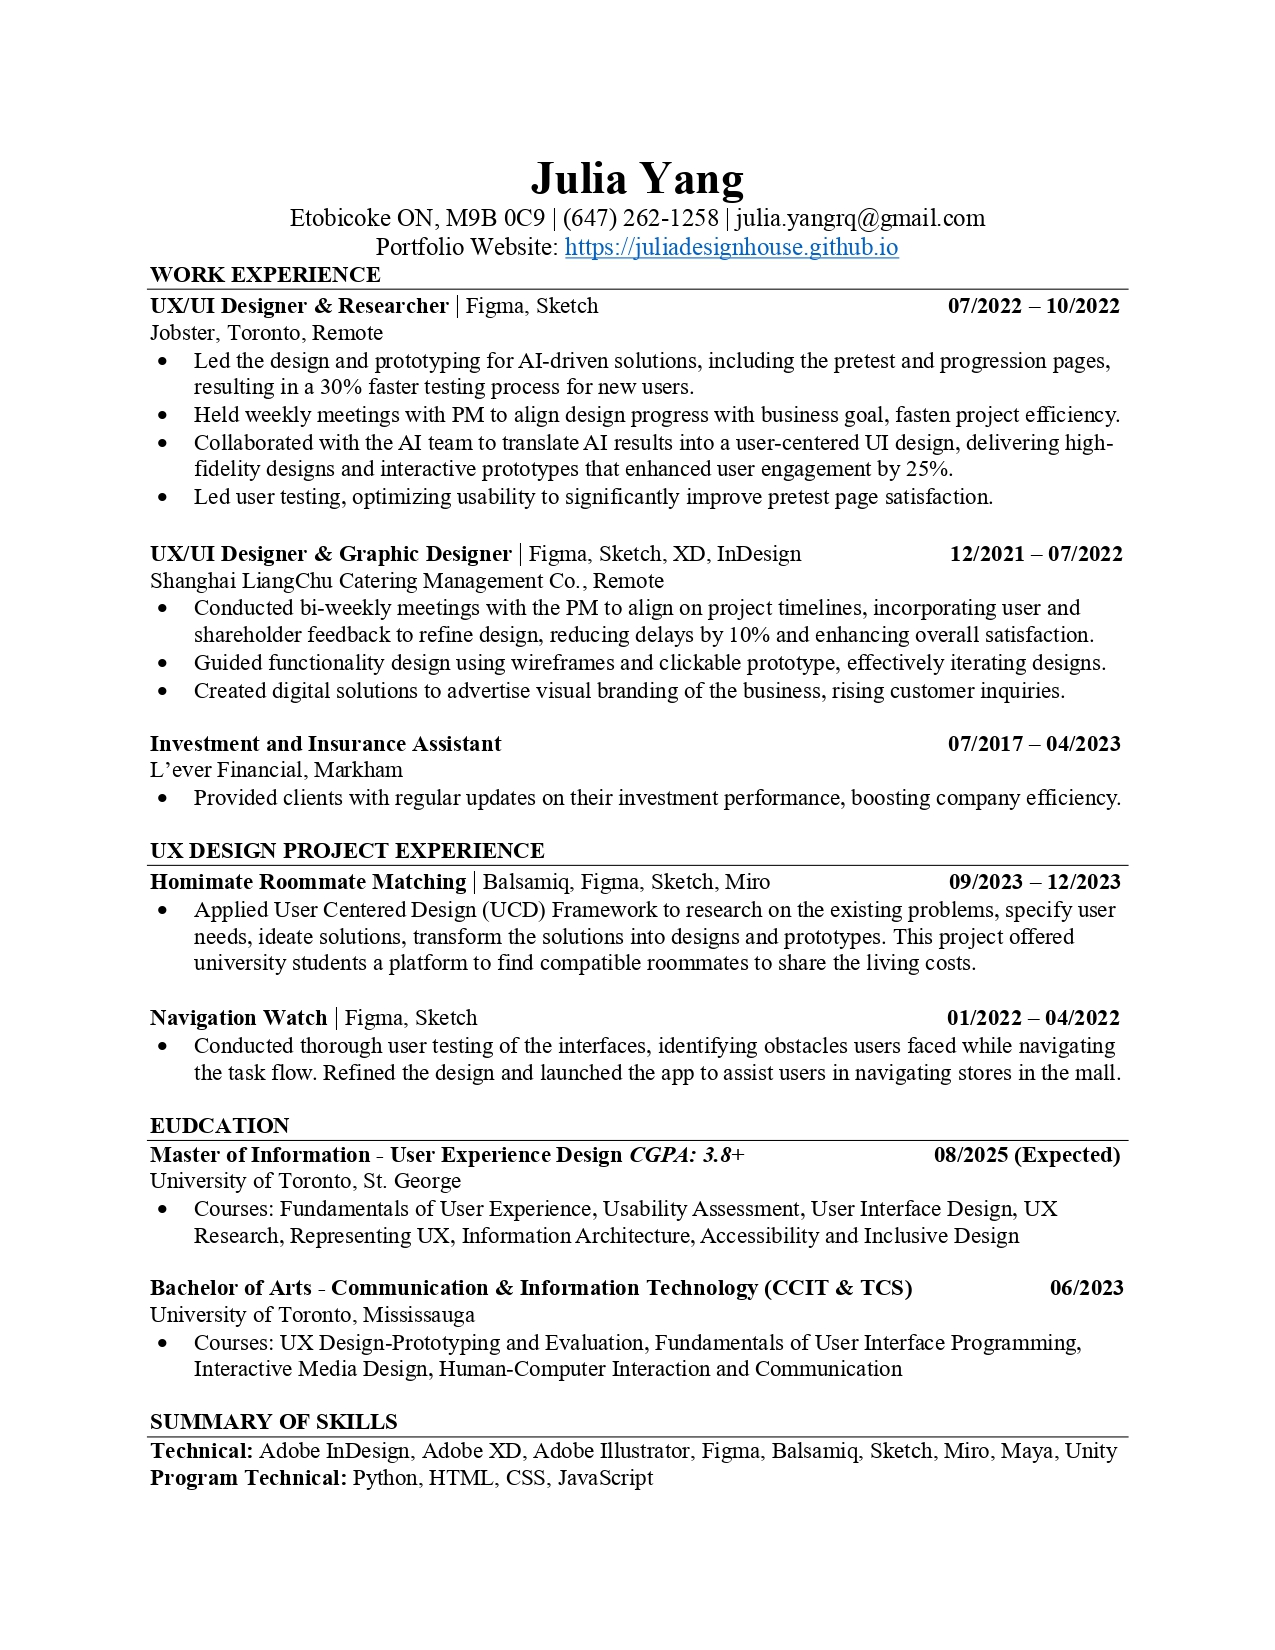 Julia Yang
Etobicoke ON, M9B 0C9 | (647) 262-1258 | julia.yangrq@gmail.com
Portfolio Website: https://juliadesignhouse.github.io
WORK EXPERIENCE
UX/UI Designer & Researcher | Figma, Sketch 07/2022 – 10/2022
Jobster, Toronto, Remote
• Led the design and prototyping for AI-driven solutions, including the pretest and progression pages,
resulting in a 30% faster testing process for new users.
• Held weekly meetings with PM to align design progress with business goal, fasten project efficiency.
• Collaborated with the AI team to translate AI results into a user-centered UI design, delivering high-
fidelity designs and interactive prototypes that enhanced user engagement by 25%.
• Led user testing, optimizing usability to significantly improve pretest page satisfaction.
UX/UI Designer & Graphic Designer | Figma, Sketch, XD, InDesign 12/2021 – 07/2022
Shanghai LiangChu Catering Management Co., Remote
• Conducted bi-weekly meetings with the PM to align on project timelines, incorporating user and
shareholder feedback to refine design, reducing delays by 10% and enhancing overall satisfaction.
• Guided functionality design using wireframes and clickable prototype, effectively iterating designs.
• Created digital solutions to advertise visual branding of the business, rising customer inquiries.
Investment and Insurance Assistant 07/2017 – 04/2023
L’ever Financial, Markham
• Provided clients with regular updates on their investment performance, boosting company efficiency.
UX DESIGN PROJECT EXPERIENCE
Homimate Roommate Matching | Balsamiq, Figma, Sketch, Miro 09/2023 – 12/2023
• Applied User Centered Design (UCD) Framework to research on the existing problems, specify user
needs, ideate solutions, transform the solutions into designs and prototypes. This project offered
university students a platform to find compatible roommates to share the living costs.
Navigation Watch | Figma, Sketch 01/2022 – 04/2022
• Conducted thorough user testing of the interfaces, identifying obstacles users faced while navigating
the task flow. Refined the design and launched the app to assist users in navigating stores in the mall.
EUDCATION
Master of Information - User Experience Design CGPA: 3.8+ 08/2025 (Expected)
University of Toronto, St. George
• Courses: Fundamentals of User Experience, Usability Assessment, User Interface Design, UX
Research, Representing UX, Information Architecture, Accessibility and Inclusive Design
Bachelor of Arts - Communication & Information Technology (CCIT & TCS) 06/2023
University of Toronto, Mississauga
• Courses: UX Design-Prototyping and Evaluation, Fundamentals of User Interface Programming,
Interactive Media Design, Human-Computer Interaction and Communication
SUMMARY OF SKILLS
Technical: Adobe InDesign, Adobe XD, Adobe Illustrator, Figma, Balsamiq, Sketch, Miro, Maya, Unity
Program Technical: Python, HTML, CSS, JavaScript